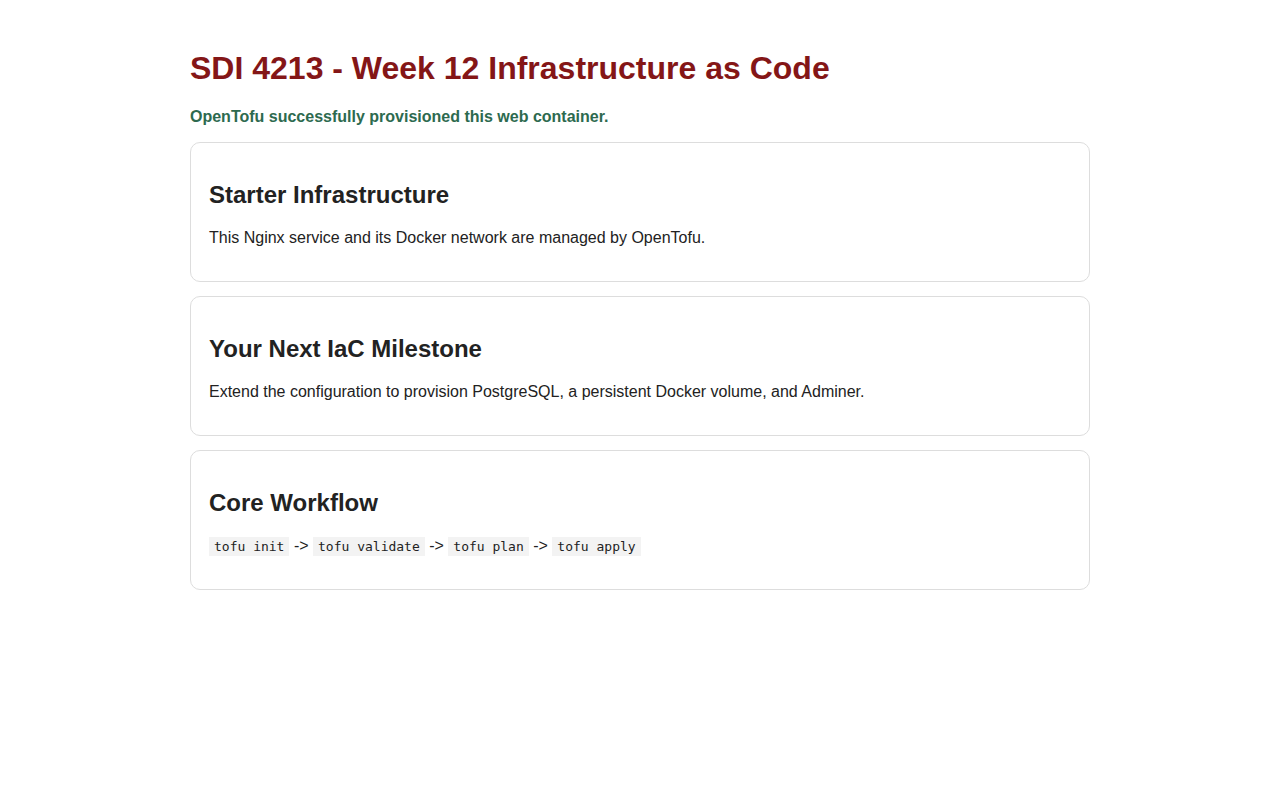 SDI 4213 - Week 12 Infrastructure as Code
OpenTofu successfully provisioned this web container.
Starter Infrastructure
This Nginx service and its Docker network are managed by OpenTofu.
Your Next IaC Milestone
Extend the configuration to provision PostgreSQL, a persistent Docker volume, and Adminer.
Core Workflow
tofu init -> tofu validate -> tofu plan -> tofu apply